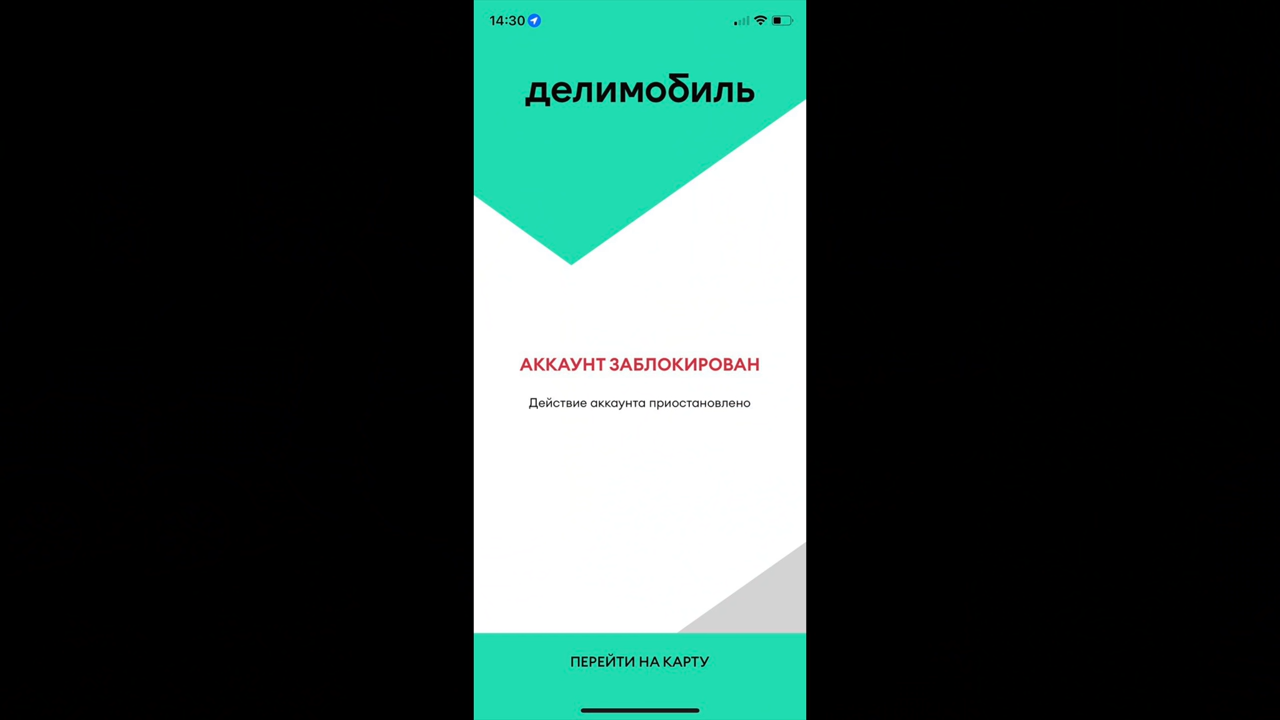 14:30
делимобиль
АККАУНТ ЗАБЛОКИРОВАН
Действие аккаунта приостановлено
ПЕРЕЙТИ НА КАРТУ